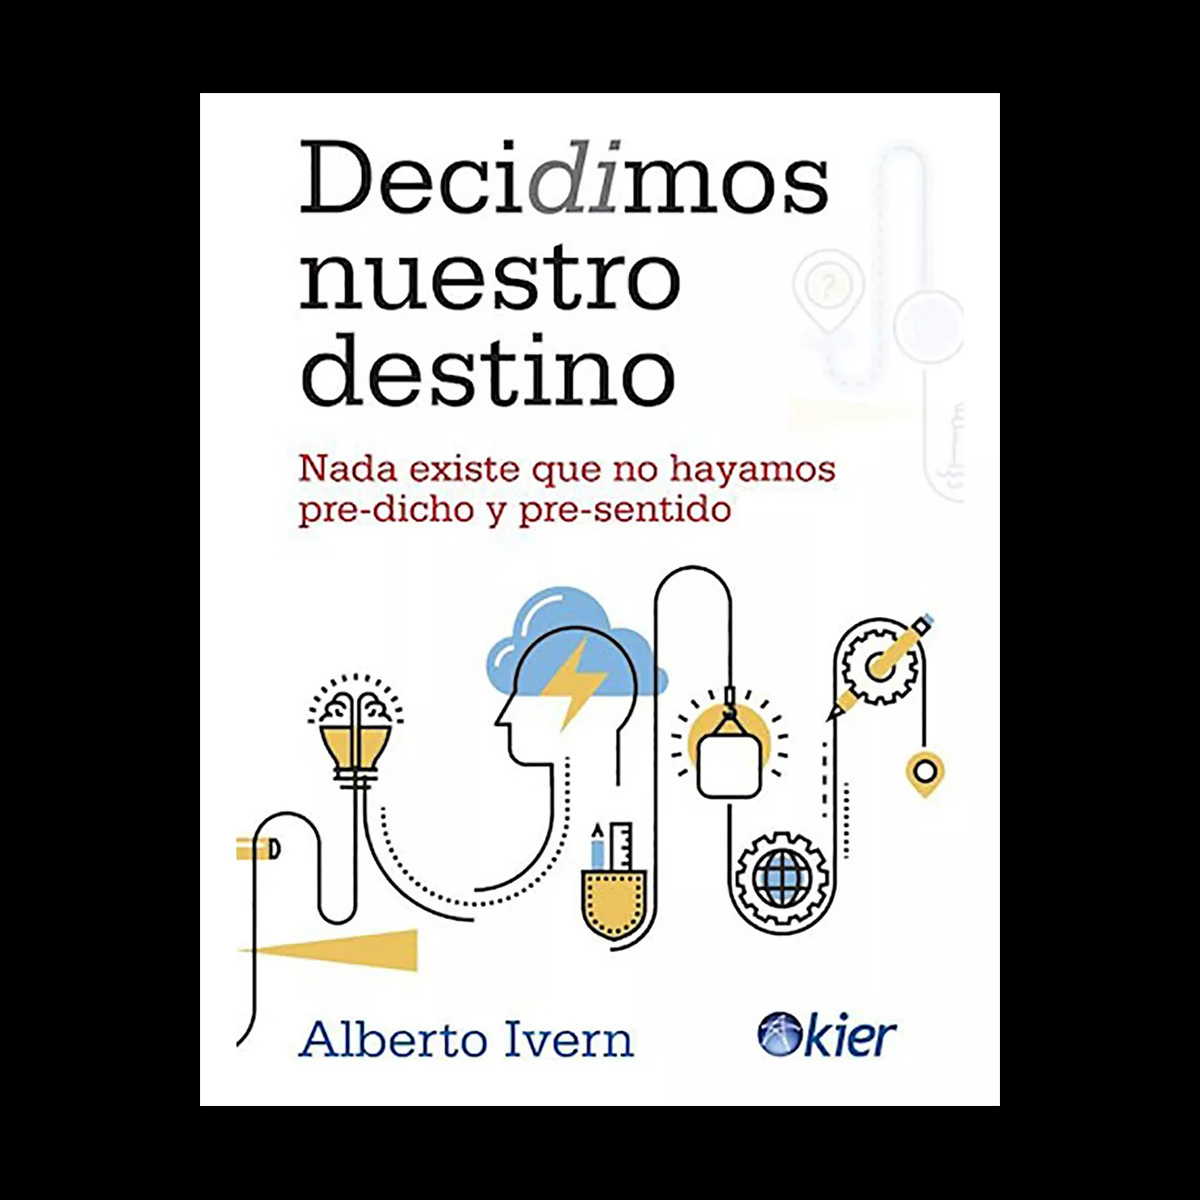 Decidimos
nuestro
destino
?
Nada existe que no hayamos
pre-dicho y pre-sentido
Alberto Ivern
kier